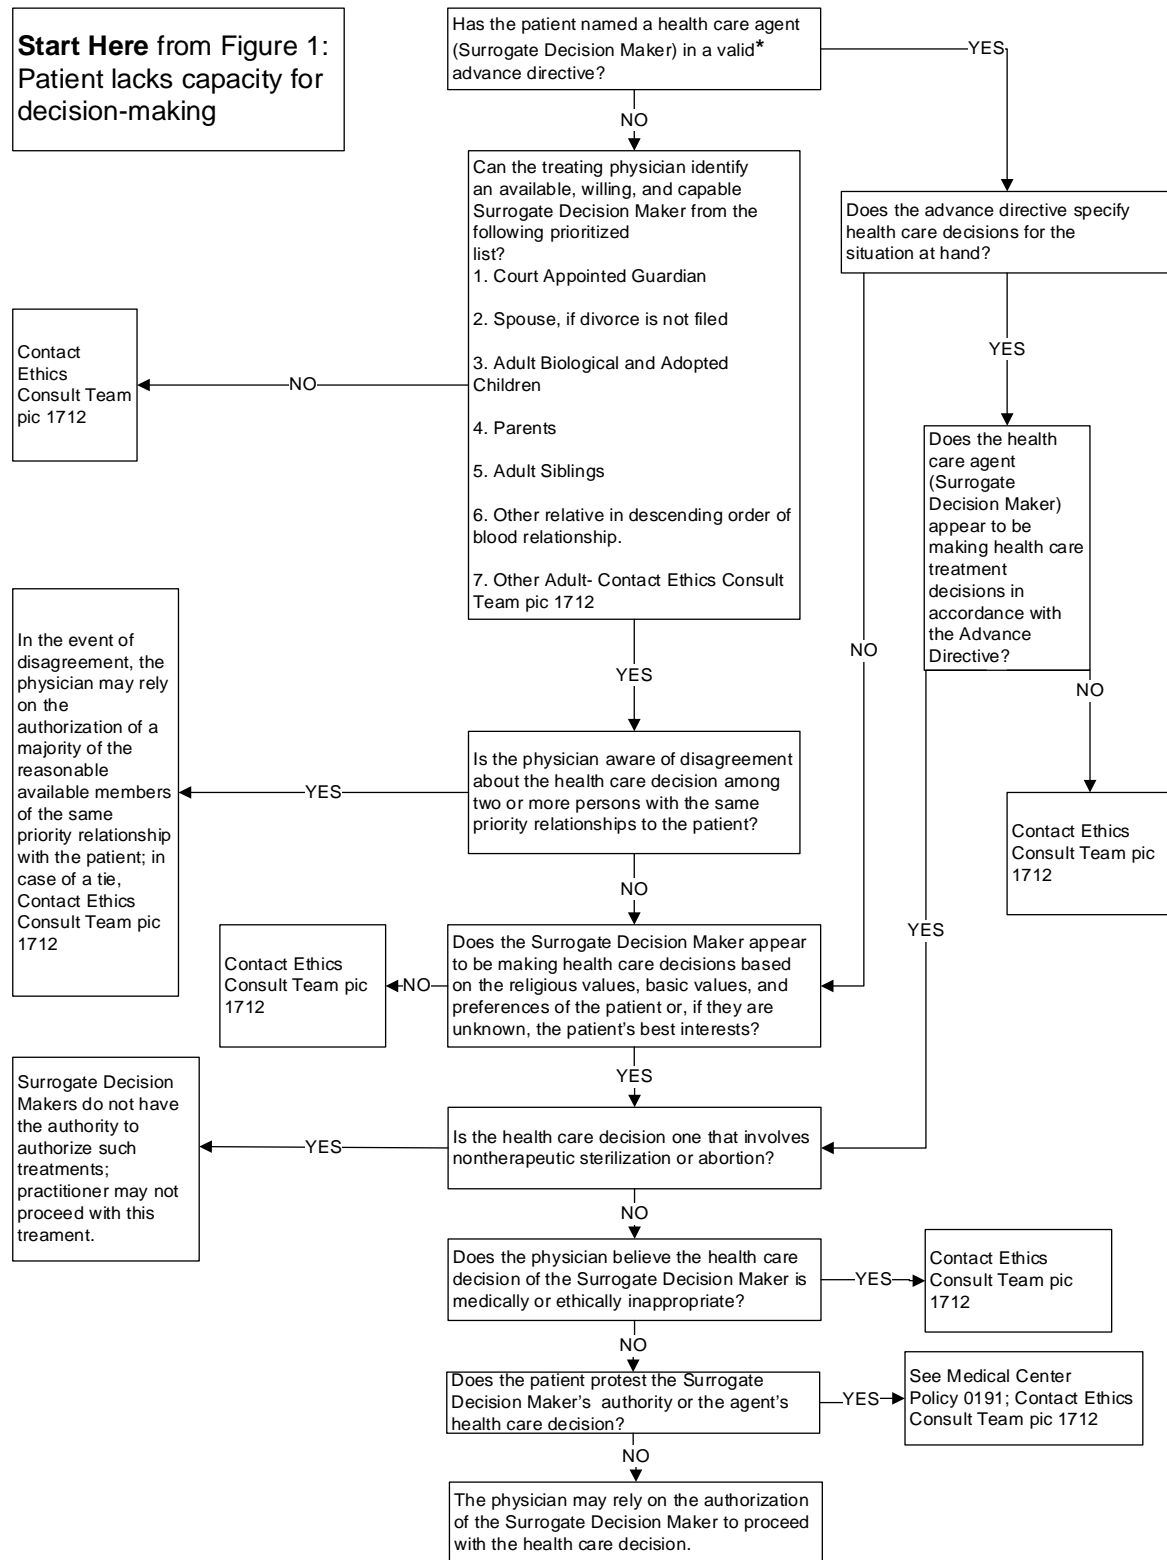 Start Here from Figure 1:
Patient lacks capacity for
decision-making
Has the patient named a health care agent
(Surrogate Decision Maker) in a valid*
advance directive?
YES
NO
Can the treating physician identify
an available, willing, and capable
Surrogate Decision Maker from the
following prioritized
list?
1. Court Appointed Guardian
2. Spouse, if divorce is not filed
3. Adult Biological and Adopted
Children
4. Parents
5. Adult Siblings
6. Other relative in descending order of
blood relationship.
7. Other Adult- Contact Ethics Consult
Team pic 1712
Does the advance directive specify
health care decisions for the
situation at hand?
NO
Contact
Ethics
Consult Team
pic 1712
YES
Does the health
care agent
(Surrogate
Decision Maker)
appear to be
making health care
treatment
decisions in
accordance with
the Advance
Directive?
NO
YES
NO
Contact Ethics
Consult Team pic
1712
YES
Is the physician aware of disagreement
about the health care decision among
two or more persons with the same
priority relationships to the patient?
YES
In the event of
disagreement, the
physician may rely
on the
authorization of a
majority of the
reasonable
available members
of the same
priority relationship
with the patient; in
case of a tie,
Contact Ethics
Consult Team pic
1712
NO
Does the Surrogate Decision Maker appear
to be making health care decisions based
on the religious values, basic values, and
preferences of the patient or, if they are
unknown, the patient’s best interests?
NO
Contact Ethics
Consult Team pic
1712
YES
YES
Is the health care decision one that involves
nontherapeutic sterilization or abortion?
YES
Surrogate Decision
Makers do not have
the authority to
authorize such
treatments;
practitioner may not
proceed with this
treament.
NO
Does the physician believe the health care
decision of the Surrogate Decision Maker is
medically or ethically inappropriate?
YES
Contact Ethics
Consult Team pic
1712
NO
Does the patient protest the Surrogate
Decision Maker’s authority or the agent’s
health care decision?
YES
See Medical Center
Policy 0191; Contact Ethics
Consult Team pic 1712
NO
The physician may rely on the authorization
of the Surrogate Decision Maker to proceed
with the health care decision.